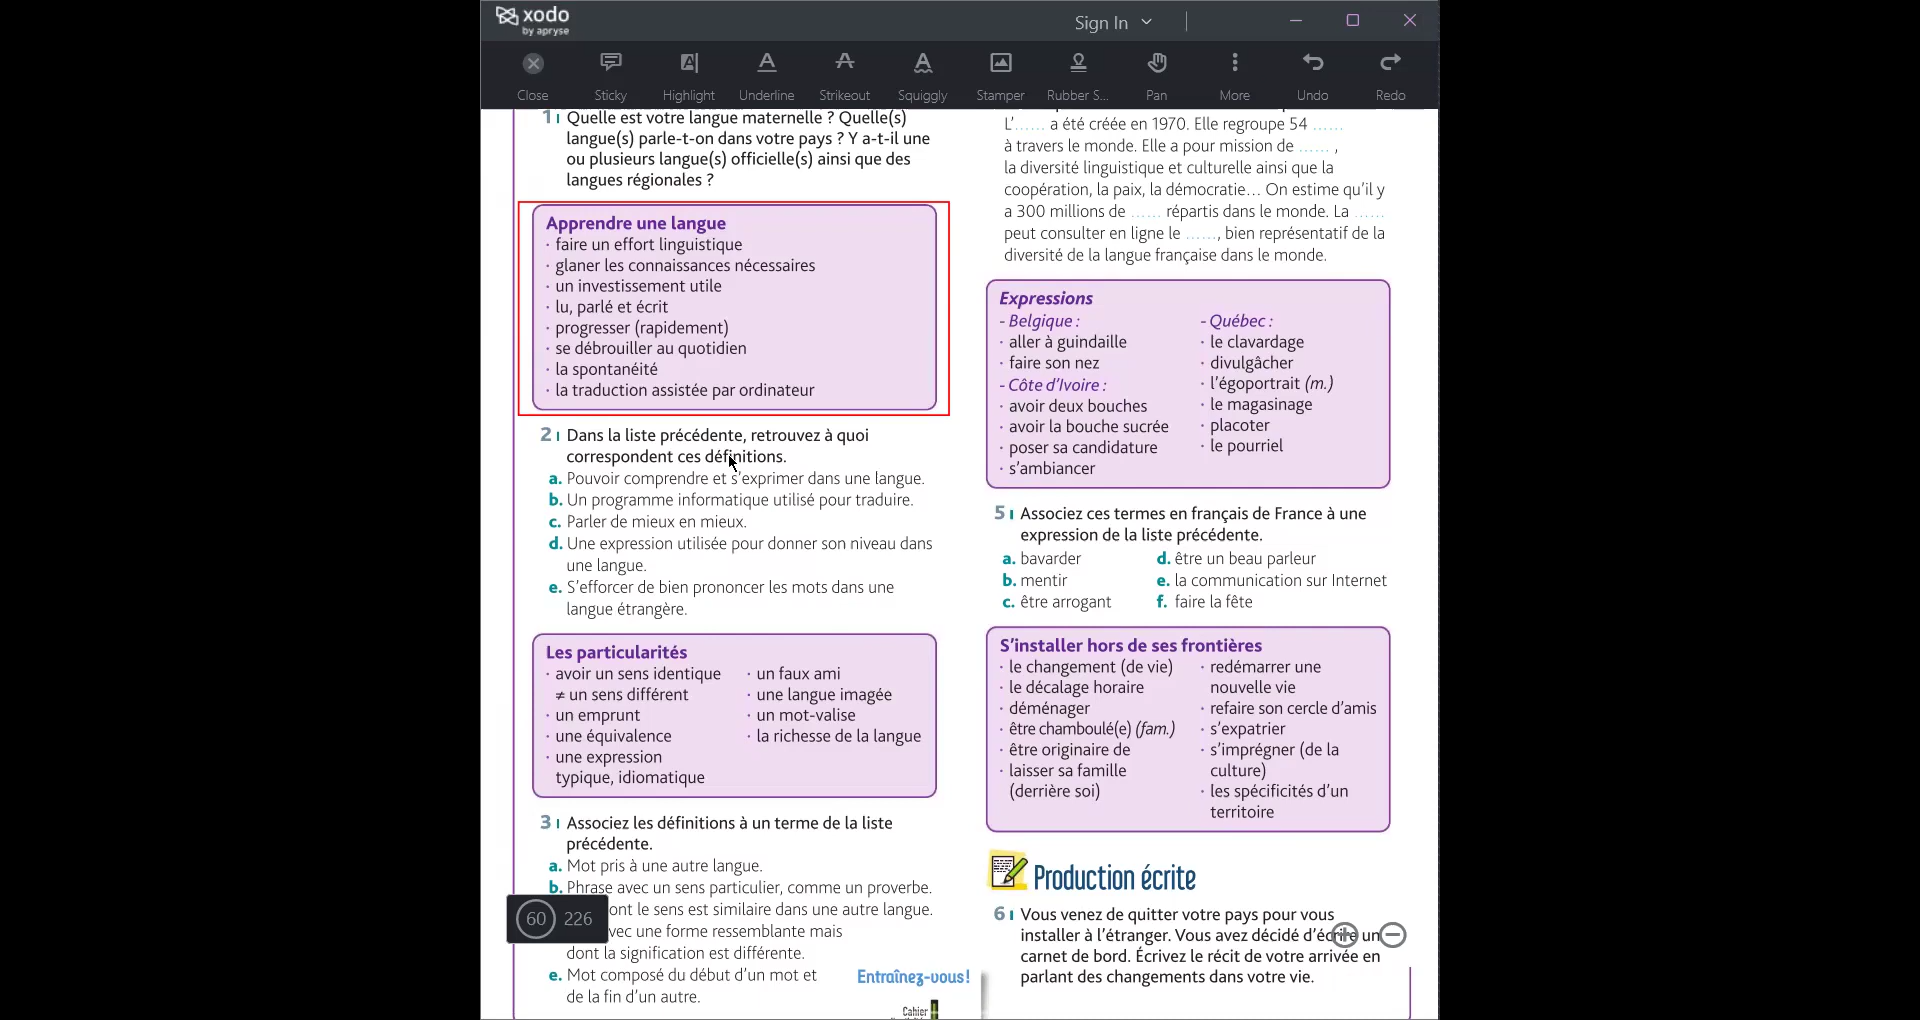 xodo
by apryse
Sign In
Close
Sticky
Highlight
Underline
Strikeout
Squiggly
Stamper
Rubber S...
Pan
More
Undo
Redo
1 Quelle est votre langue maternelle ? Quelle(s)
langue(s) parle-t-on dans votre pays ? Y a-t-il une
ou plusieurs langue(s) officielle(s) ainsi que des
langues régionales ?
Apprendre une langue
· faire un effort linguistique
· glaner les connaissances nécessaires
· un investissement utile
· lu, parlé et écrit
· progresser (rapidement)
· se débrouiller au quotidien
· la spontanéité
· la traduction assistée par ordinateur
2 Dans la liste précédente, retrouvez à quoi
correspondent ces définitions.
a. Pouvoir comprendre et s'exprimer dans une langue.
b. Un programme informatique utilisé pour traduire.
c. Parler de mieux en mieux.
d. Une expression utilisée pour donner son niveau dans
une langue.
e. S'efforcer de bien prononcer les mots dans une
langue étrangère.
Les particularités
· avoir un sens identique
≠ un sens différent
· un emprunt
· une équivalence
· une expression
typique, idiomatique
· un faux ami
· une langue imagée
· un mot-valise
· la richesse de la langue
3 Associez les définitions à un terme de la liste
précédente.
a. Mot pris à une autre langue.
b. Phrase avec un sens particulier, comme un proverbe.
ont le sens est similaire dans une autre langue.
vec une forme ressemblante mais
dont la signification est différente.
e. Mot composé du début d'un mot et
de la fin d'un autre.
60 226
Entraînez-vous !
Cahier
L'...... a été créée en 1970. Elle regroupe 54 ......
à travers le monde. Elle a pour mission de ...... ,
la diversité linguistique et culturelle ainsi que la
coopération, la paix, la démocratie... On estime qu'il y
a 300 millions de ...... répartis dans le monde. La ......
peut consulter en ligne le ......, bien représentatif de la
diversité de la langue française dans le monde.
Expressions
- Belgique :
· aller à guindaille
· faire son nez
- Côte d'Ivoire :
· avoir deux bouches
· avoir la bouche sucrée
· poser sa candidature
· s'ambiancer
- Québec :
· le clavardage
· divulgâcher
· l'égoportrait (m.)
· le magasinage
· placoter
· le pourriel
5 Associez ces termes en français de France à une
expression de la liste précédente.
a. bavarder
b. mentir
c. être arrogant
d. être un beau parleur
e. la communication sur Internet
f. faire la fête
S'installer hors de ses frontières
· le changement (de vie)
· le décalage horaire
· déménager
· être chamboulé(e) (fam.)
· être originaire de
· laisser sa famille
(derrière soi)
· redémarrer une
nouvelle vie
· refaire son cercle d'amis
· s'expatrier
· s'imprégner (de la
culture)
· les spécificités d'un
territoire
Production écrite
6 Vous venez de quitter votre pays pour vous
installer à l'étranger. Vous avez décidé d'écrire un
carnet de bord. Écrivez le récit de votre arrivée en
parlant des changements dans votre vie.